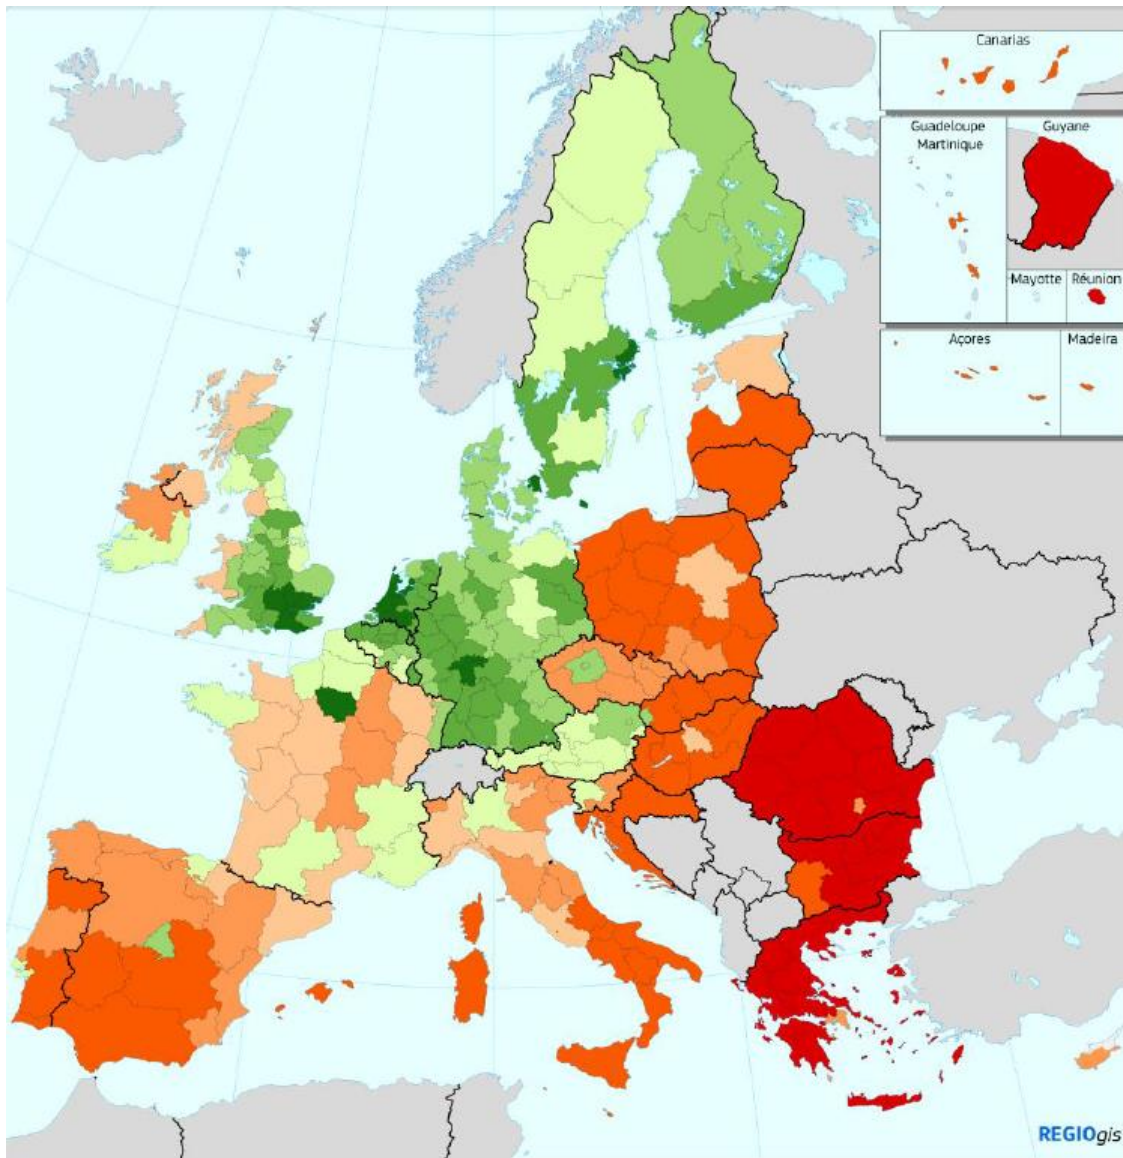 Canarias
Guadeloupe
Martinique
Guyane
Mayotte
Réunion
Açores
Madeira
REGIOgis